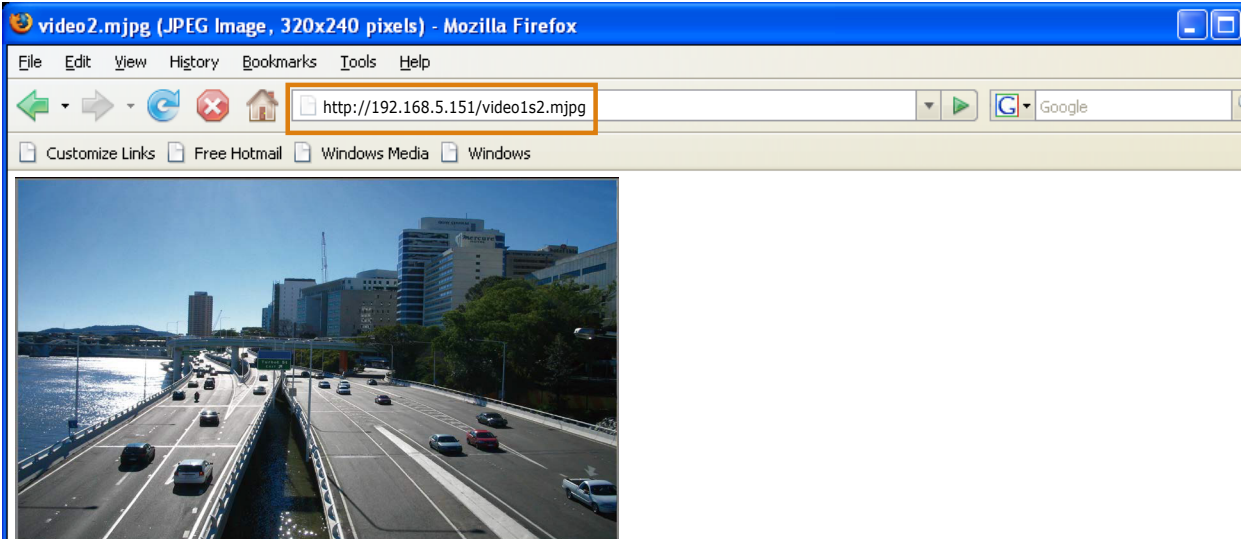 video2.mjpg (JPEG Image, 320x240 pixels) - Mozilla Firefox
File Edit View History Bookmarks Tools Help
http://192.168.5.151/video1s2.mjpg
G Google
Customize Links Free Hotmail Windows Media Windows
Mercure